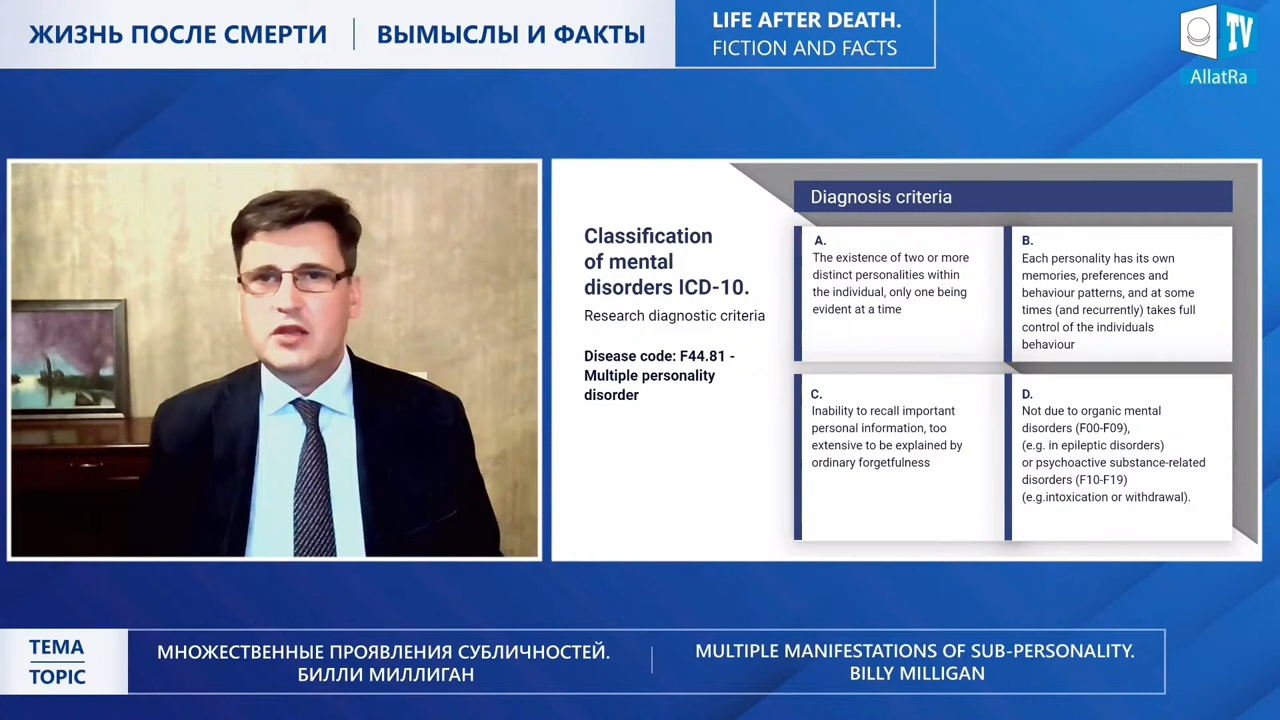 ЖИЗНЬ ПОСЛЕ СМЕРТИ
ВЫМЫСЛЫ И ФАКТЫ
LIFE AFTER DEATH.
FICTION AND FACTS
TV
AllatRa
Classification
of mental
disorders ICD-10.
Research diagnostic criteria
Disease code: F44.81 -
Multiple personality
disorder
Diagnosis criteria
A.
The existence of two or more
distinct personalities within
the individual, only one being
evident at a time
B.
Each personality has its own
memories, preferences and
behaviour patterns, and at some
times (and recurrently) takes full
control of the individuals
behaviour
C.
Inability to recall important
personal information, too
extensive to be explained by
ordinary forgetfulness
D.
Not due to organic mental
disorders (F00-F09),
(e.g. in epileptic disorders)
or psychoactive substance-related
disorders (F10-F19)
(e.g.intoxication or withdrawal).
ТЕМА
TOPIC
МНОЖЕСТВЕННЫЕ ПРОЯВЛЕНИЯ СУБЛИЧНОСТЕЙ.
БИЛЛИ МИЛЛИГАН
MULTIPLE MANIFESTATIONS OF SUB-PERSONALITY.
BILLY MILLIGAN